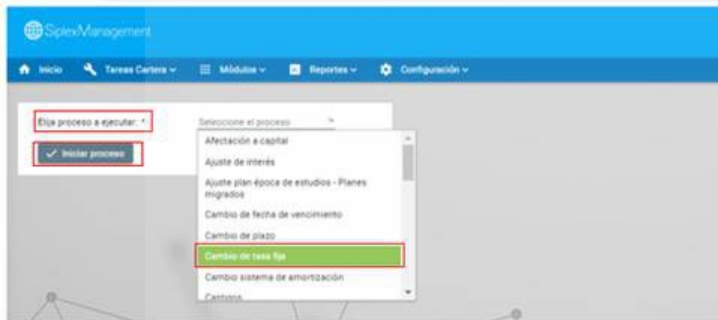 SiplexManagement
Inicio Tareas Cartera Módulos Reportes Configuración
Elija proceso a ejecutar: * Seleccione el proceso
Iniciar proceso
Afectación a capital
Ajuste de interés
Ajuste plan época de estudios - Planes
migrados
Cambio de fecha de vencimiento
Cambio de plazo
Cambio de tasa fija
Cambio sistema de amortización
Castigos